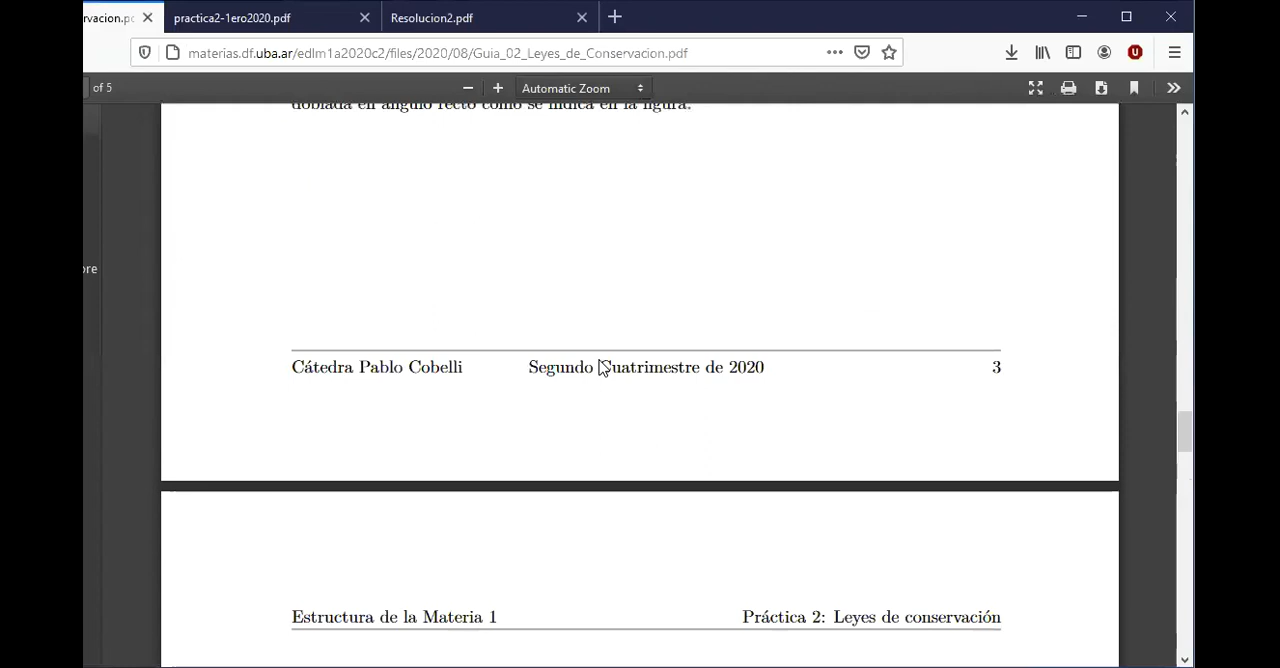 rvacion.pc
practica2-1ero2020.pdf
Resolucion2.pdf
materias.df.uba.ar/edlm1a2020c2/files/2020/08/Guia_02_Leyes_de_Conservacion.pdf
of 5
Automatic Zoom
doblada en ángulo recto como se indica en la figura.
ore
Cátedra Pablo Cobelli
Segundo Cuatrimestre de 2020
3
Estructura de la Materia 1
Práctica 2: Leyes de conservación